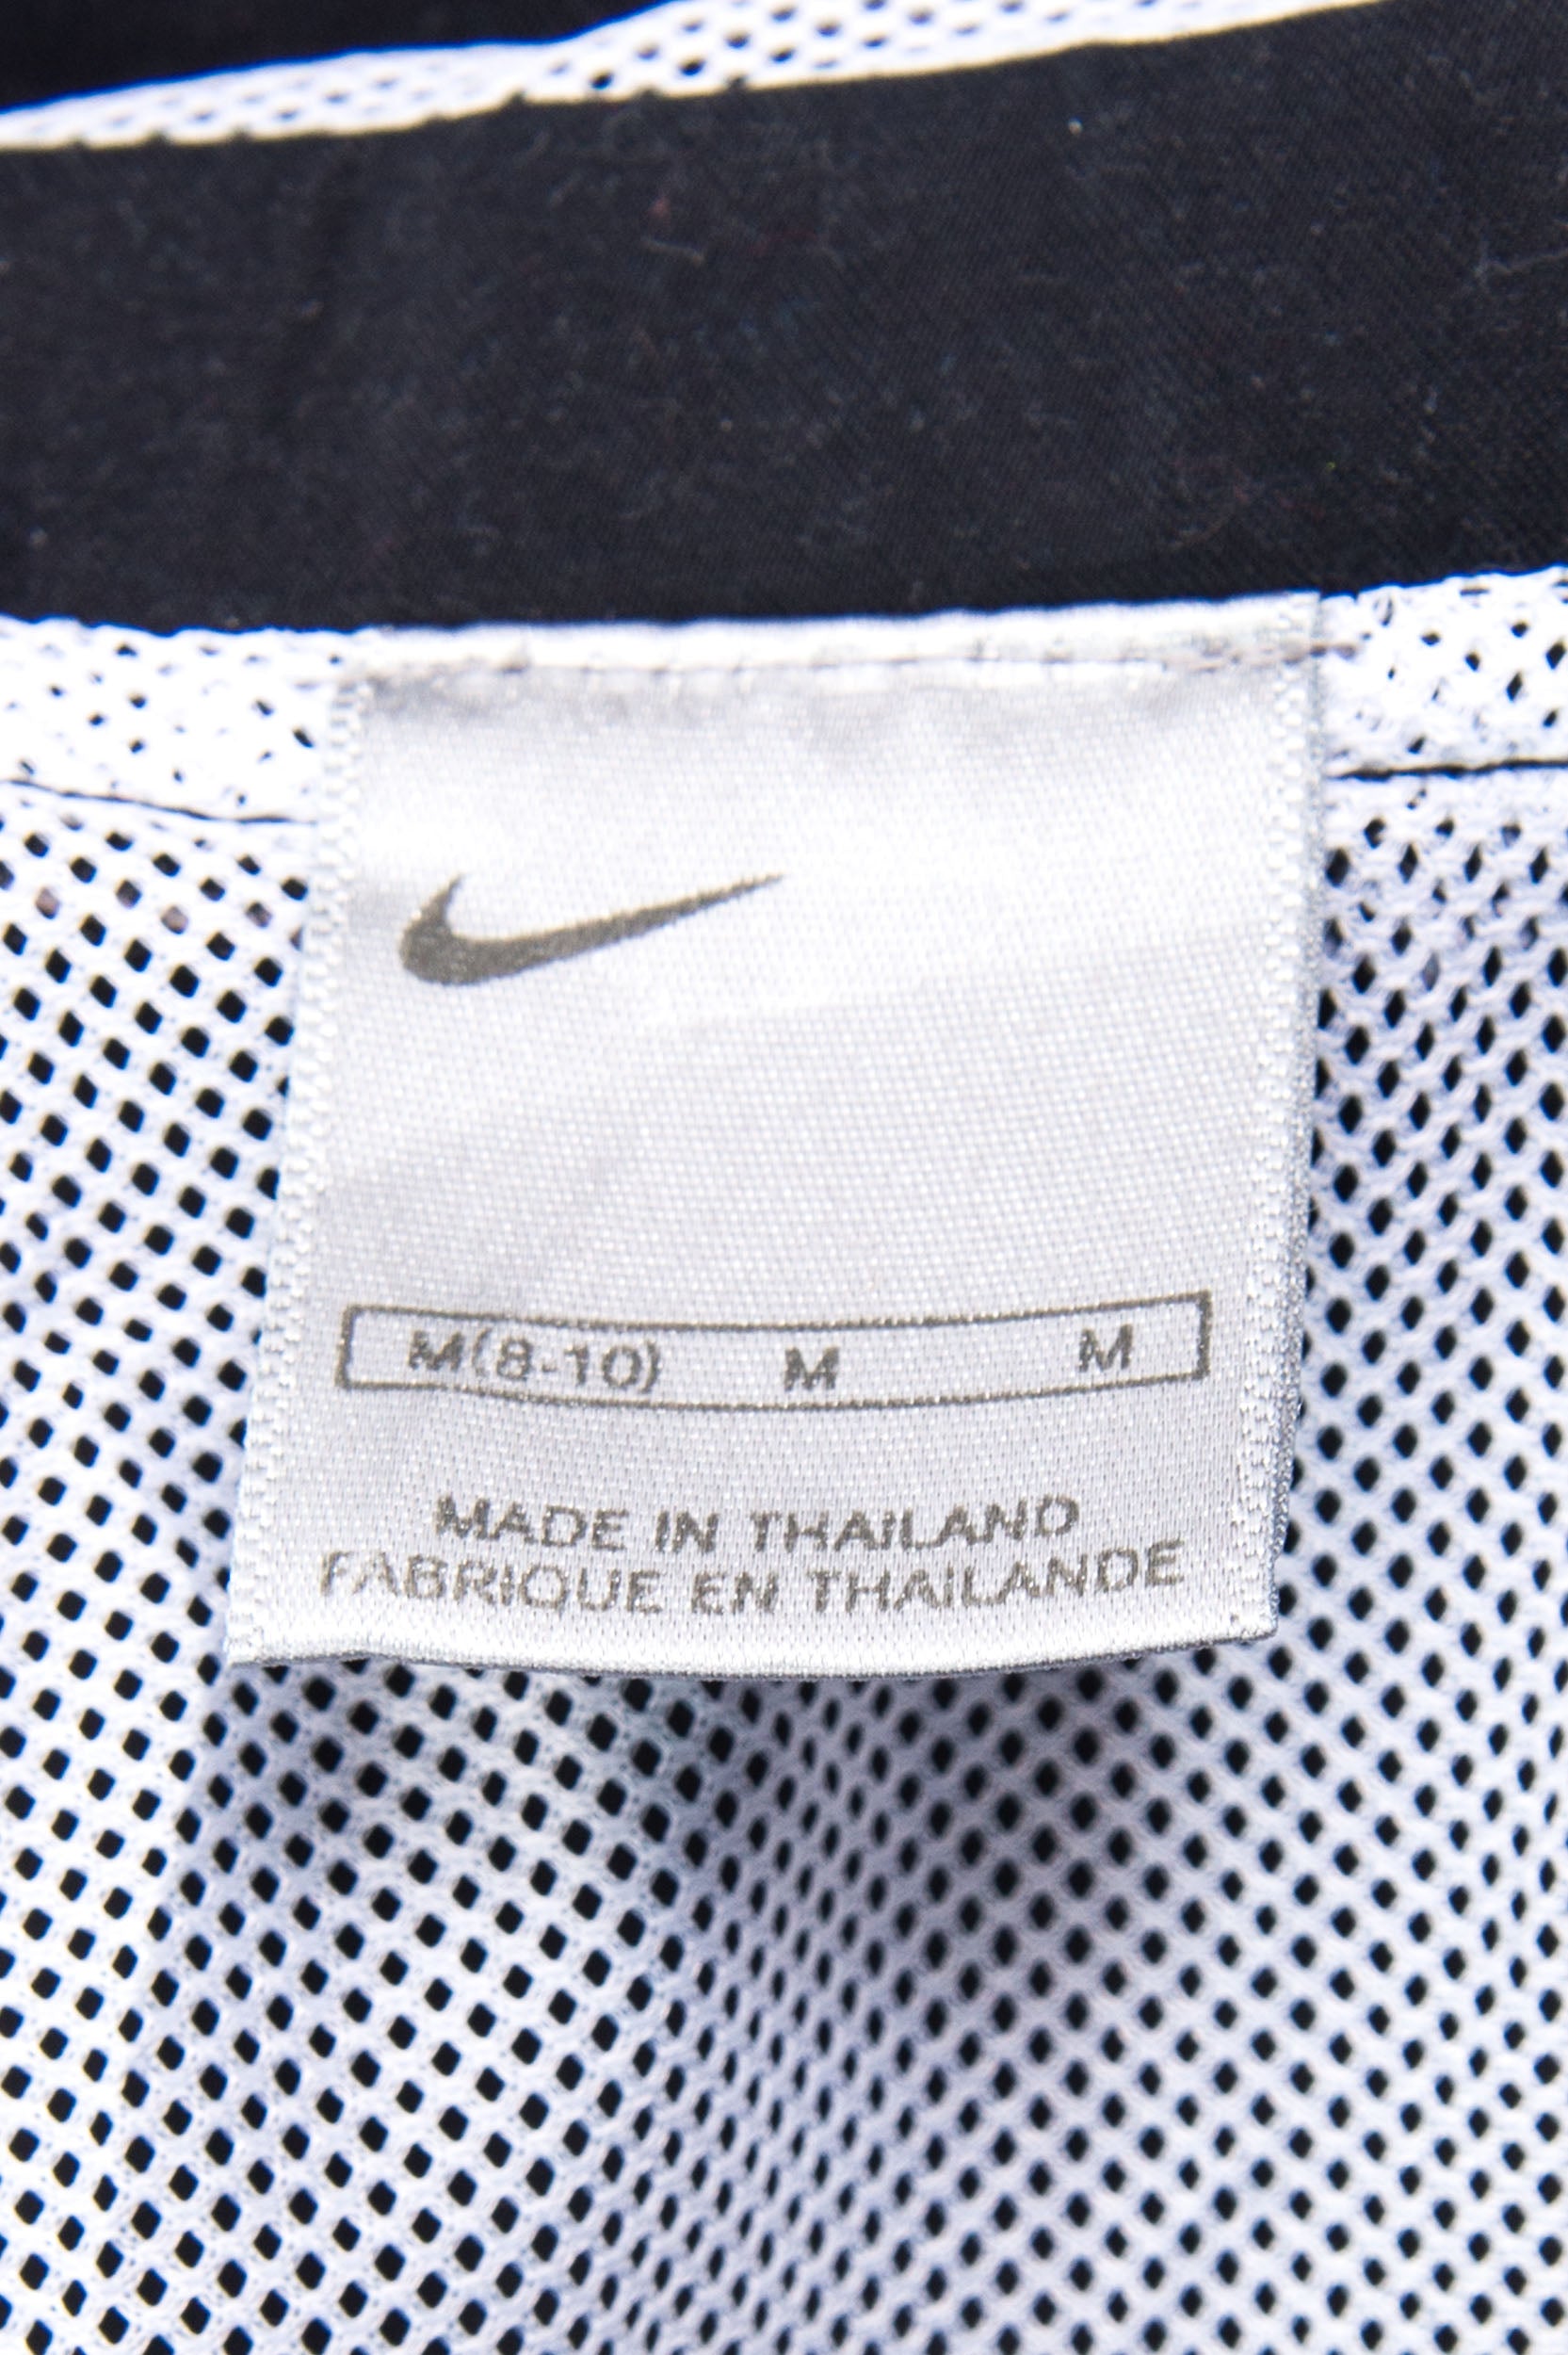 M(8-10) M M
MADE IN THAILAND
FABRIQUE EN THAILANDE